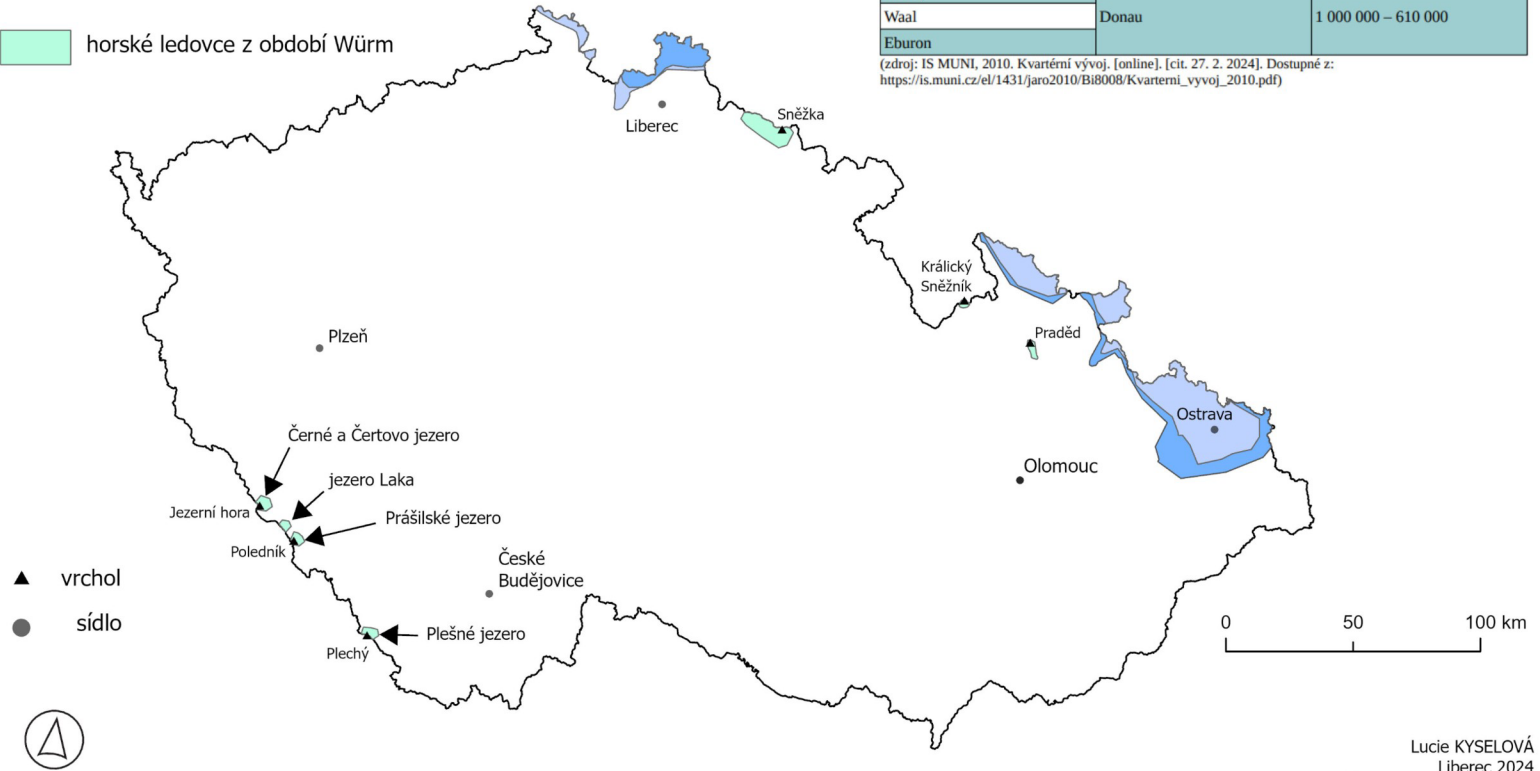 horské ledovce z období Würm
Waal
Donau
1 000 000 – 610 000
Eburon
(zdroj: IS MUNI, 2010. Kvartérní vývoj. [online]. [cit. 27. 2. 2024]. Dostupné z:
https://is.muni.cz/el/1431/jaro2010/Bi8008/Kvarterni_vyvoj_2010.pdf)
Liberec
Sněžka
Králický
Sněžník
Praděd
Plzeň
Ostrava
Olomouc
Černé a Čertovo jezero
jezero Laka
Jezerní hora
Prášilské jezero
Poledník
České
Budějovice
vrchol
sídlo
Plešné jezero
Plechý
0 50 100 km
Lucie KYSELOVÁ
Liberec 2024